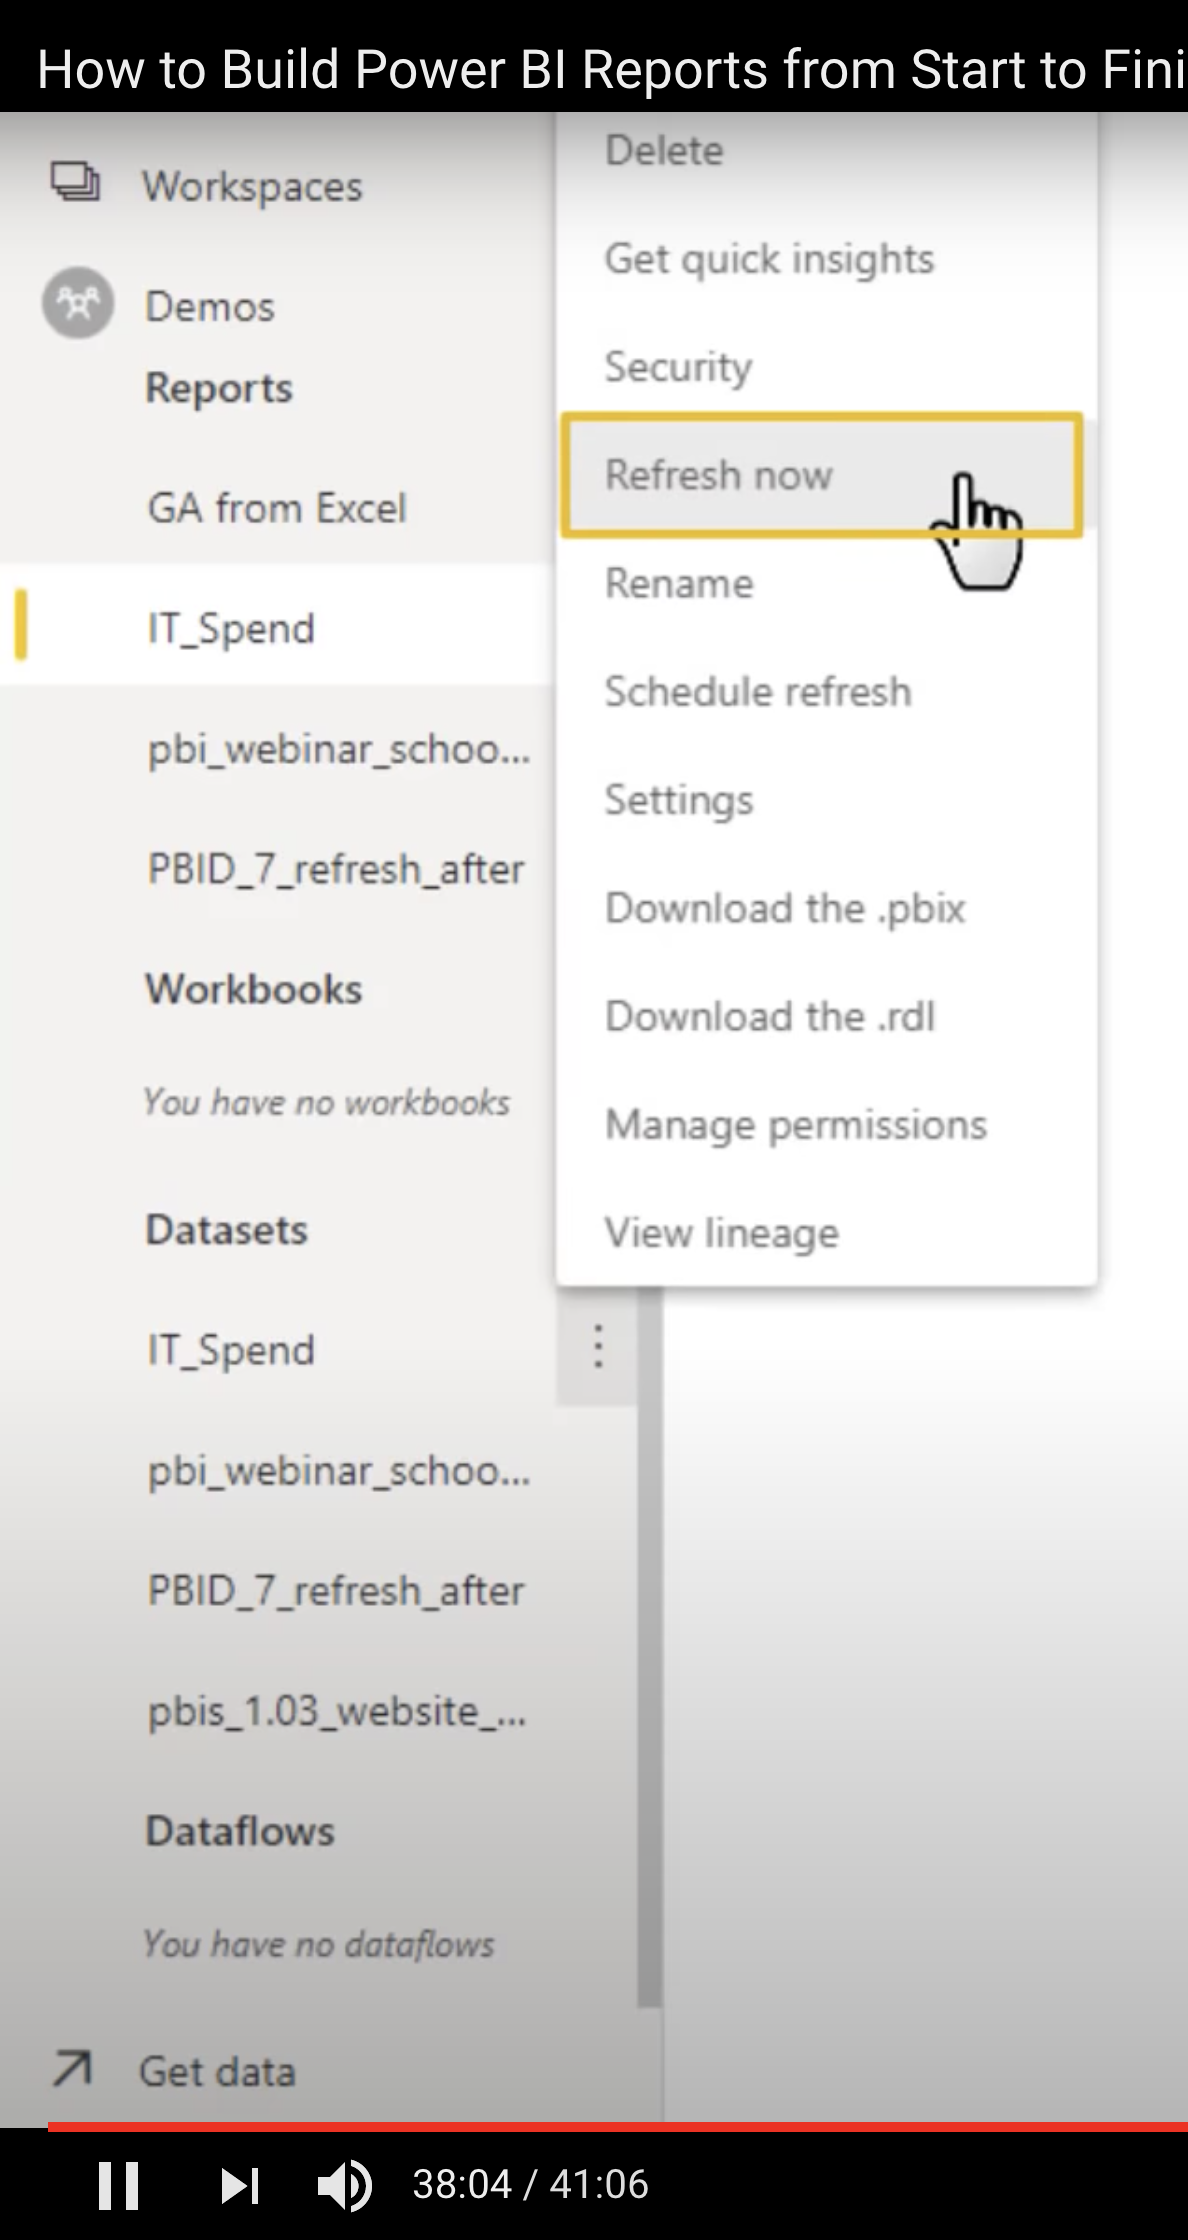 How to Build Power BI Reports from Start to Fini
Workspaces
Demos
Reports
GA from Excel
IT_Spend
pbi_webinar_schoo...
PBID_7_refresh_after
Workbooks
You have no workbooks
Datasets
IT_Spend
pbi_webinar_schoo...
PBID_7_refresh_after
pbis_1.03_website_...
Dataflows
You have no dataflows
Get data
Delete
Get quick insights
Security
Refresh now
Rename
Schedule refresh
Settings
Download the .pbix
Download the .rdl
Manage permissions
View lineage
38:04 / 41:06